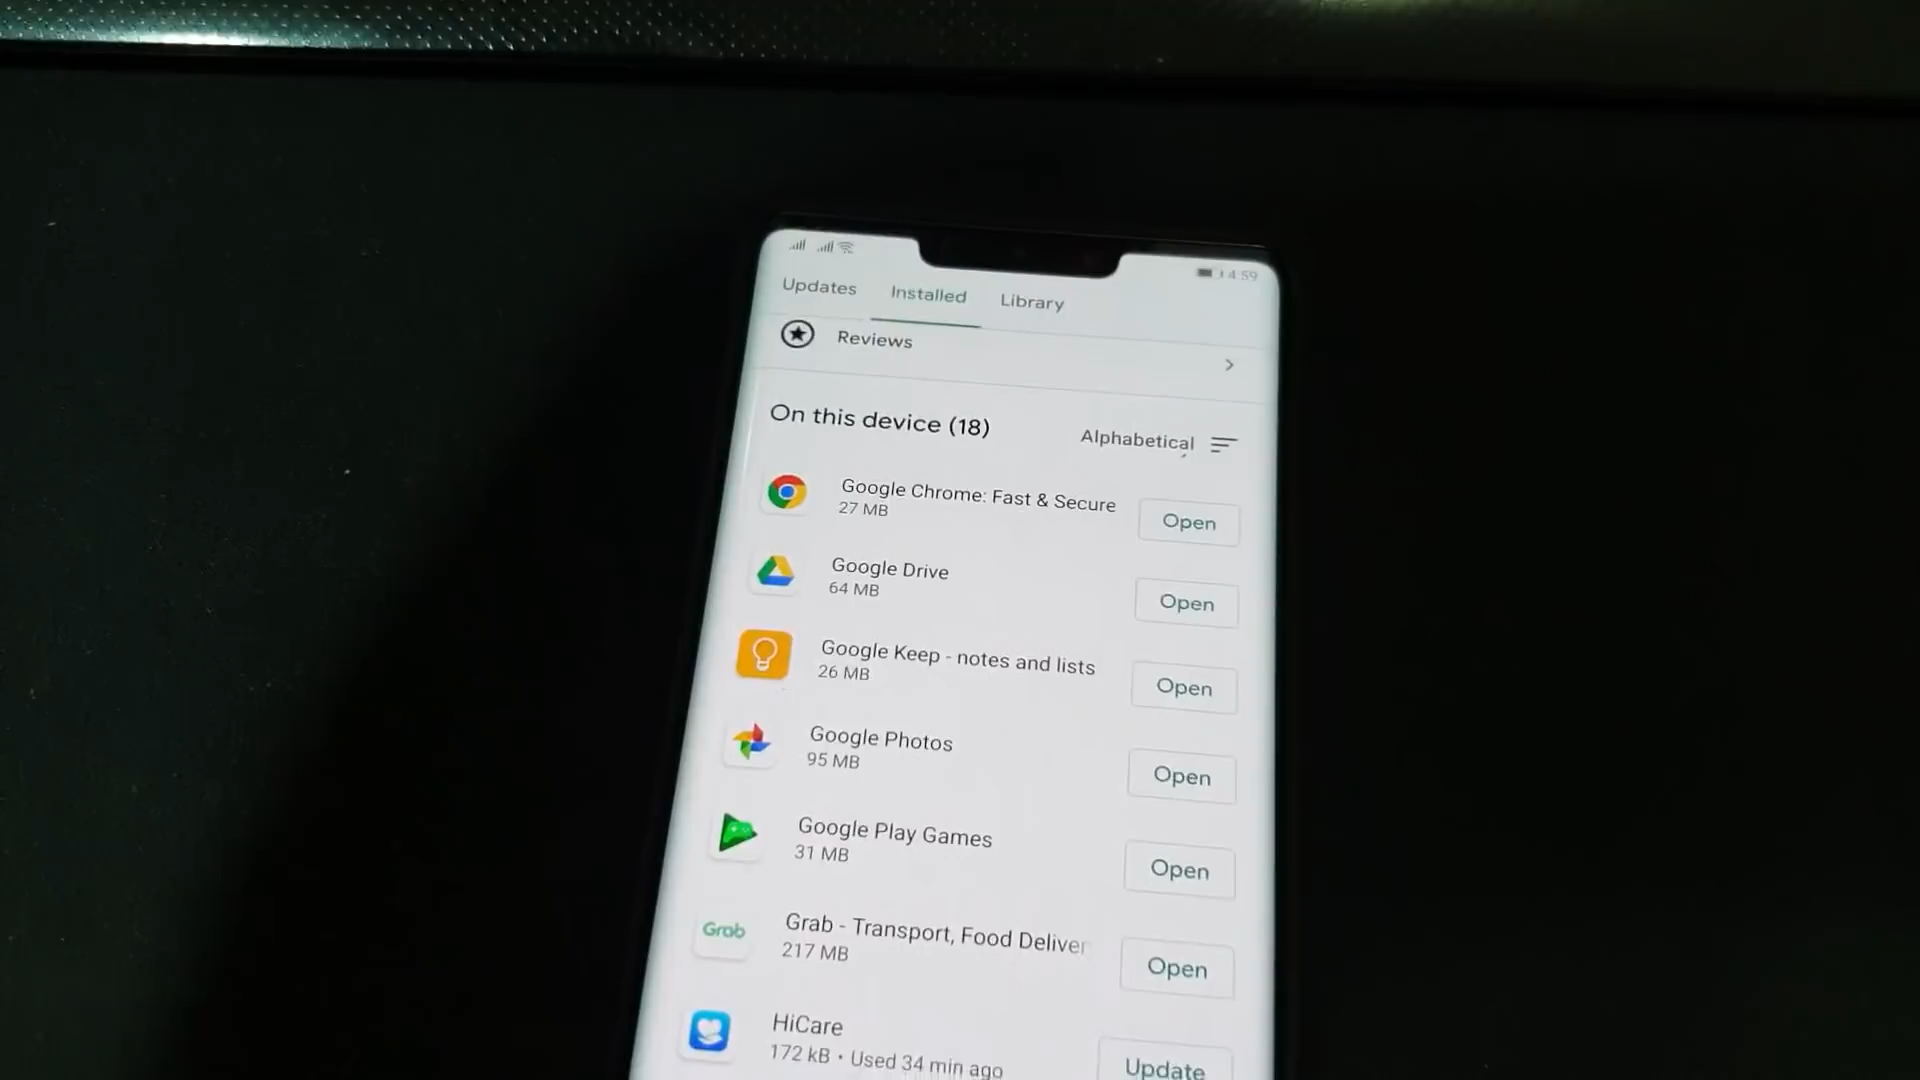 4:59
Updates
Installed
Library
Reviews
On this device (18)
Alphabetical
Google Chrome: Fast & Secure
27 MB
Open
Google Drive
64 MB
Open
Google Keep - notes and lists
26 MB
Open
Google Photos
95 MB
Open
Google Play Games
31 MB
Open
Grab
Grab - Transport, Food Deliver
217 MB
Open
HiCare
172 kB • Used 34 min ago
Update